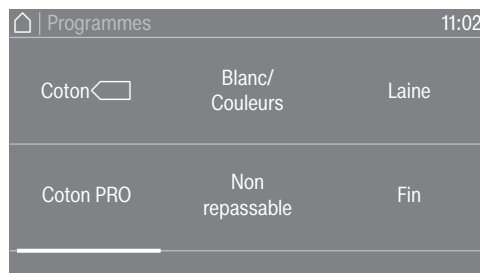 Programmes
11:02
Coton
Blanc/
Couleurs
Laine
Coton PRO
Non
repassable
Fin